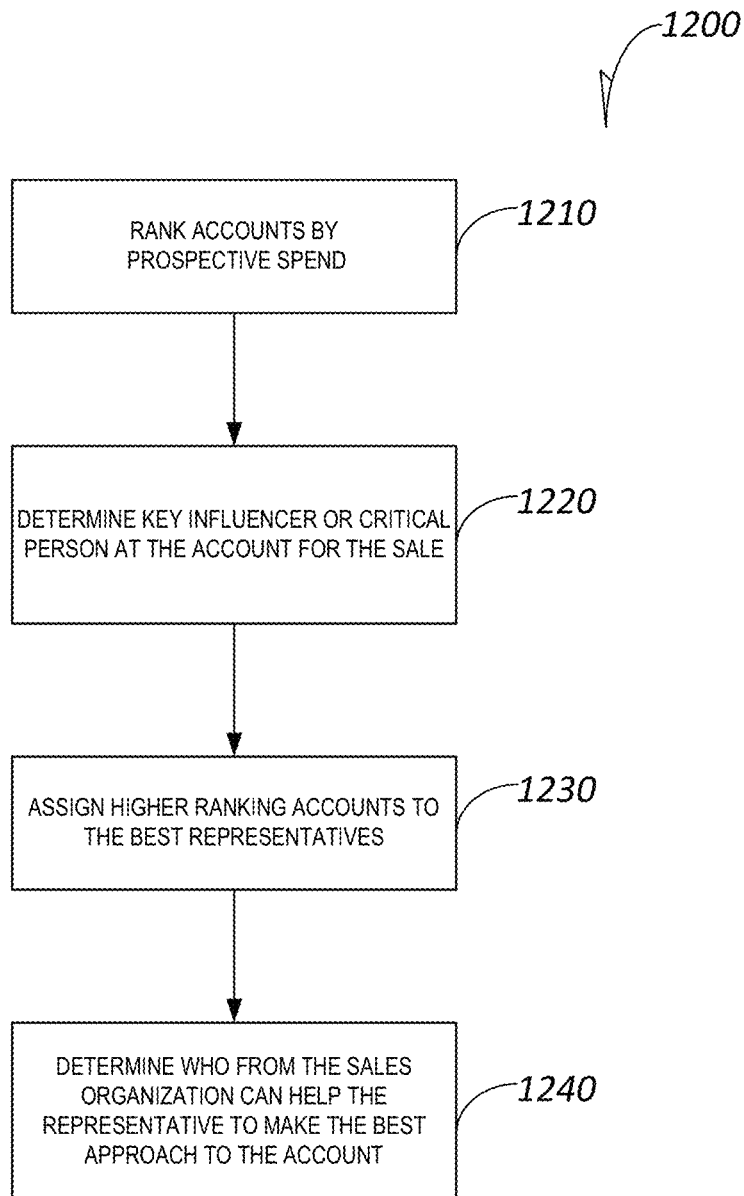 1200
RANK ACCOUNTS BY
PROSPECTIVE SPEND
1210
DETERMINE KEY INFLUENCER OR CRITICAL
PERSON AT THE ACCOUNT FOR THE SALE
1220
ASSIGN HIGHER RANKING ACCOUNTS TO
THE BEST REPRESENTATIVES
1230
DETERMINE WHO FROM THE SALES
ORGANIZATION CAN HELP THE
REPRESENTATIVE TO MAKE THE BEST
APPROACH TO THE ACCOUNT
1240